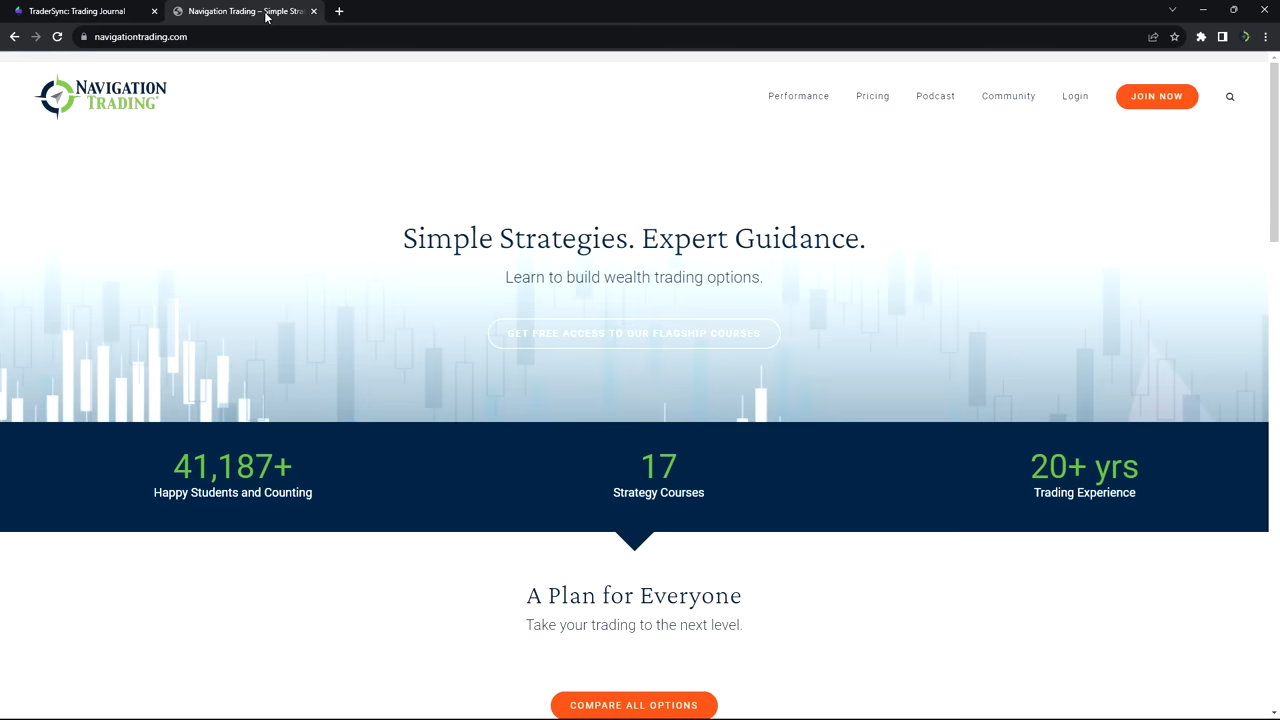 TraderSync: Trading Journal
Navigation Trading – Simple Stra
navigationtrading.com
NAVIGATION
TRADING®
Performance
Pricing
Podcast
Community
Login
JOIN NOW
Simple Strategies. Expert Guidance.
Learn to build wealth trading options.
GET FREE ACCESS TO OUR FLAGSHIP COURSES
41,187+
Happy Students and Counting
17
Strategy Courses
20+ yrs
Trading Experience
A Plan for Everyone
Take your trading to the next level.
COMPARE ALL OPTIONS